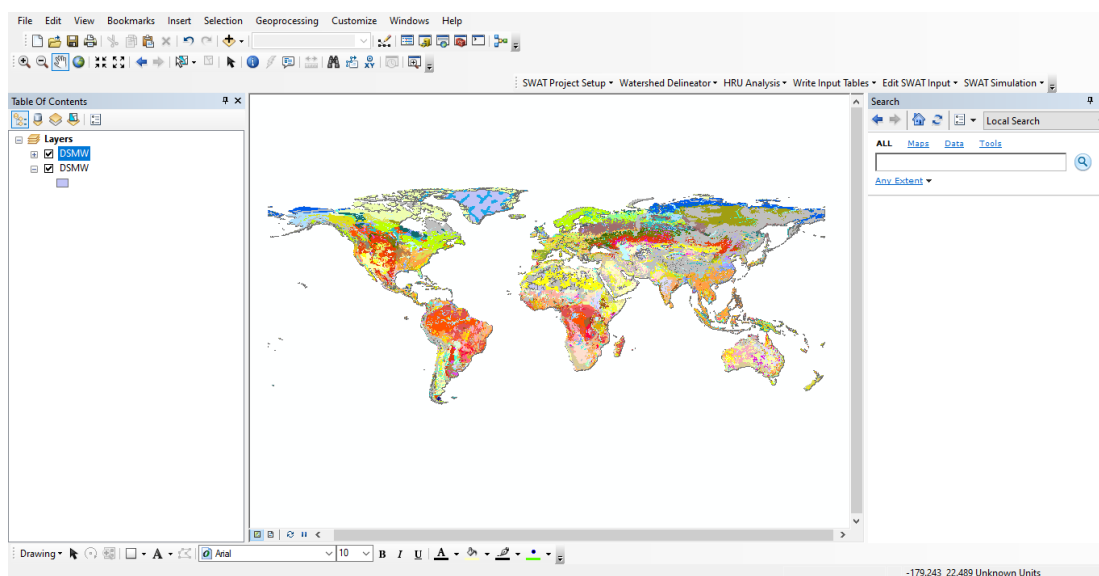 File Edit View Bookmarks Insert Selection Geoprocessing Customize Windows Help
SWAT Project Setup Watershed Delineator HRU Analysis Write Input Tables Edit SWAT Input SWAT Simulation
Table Of Contents
Layers
DSMW
DSMW
Search
Local Search
ALL Maps Data Tools
Any Extent
Drawing A Arial 10 B I U A
-179.243 22.489 Unknown Units